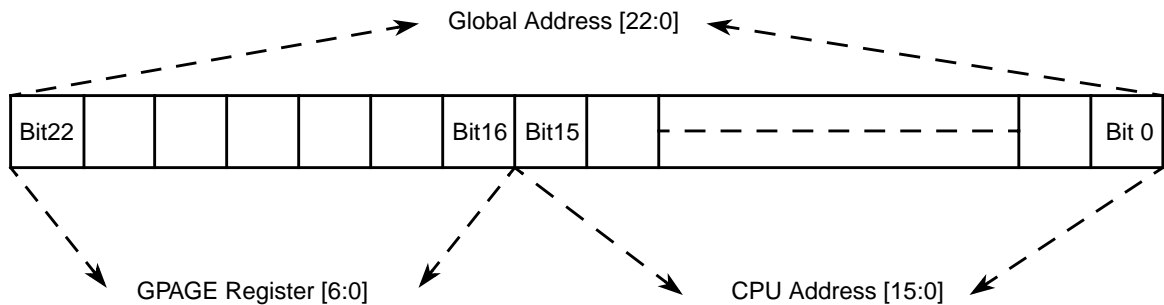 Global Address [22:0]
Bit22 Bit16 Bit15 Bit 0
GPAGE Register [6:0] CPU Address [15:0]